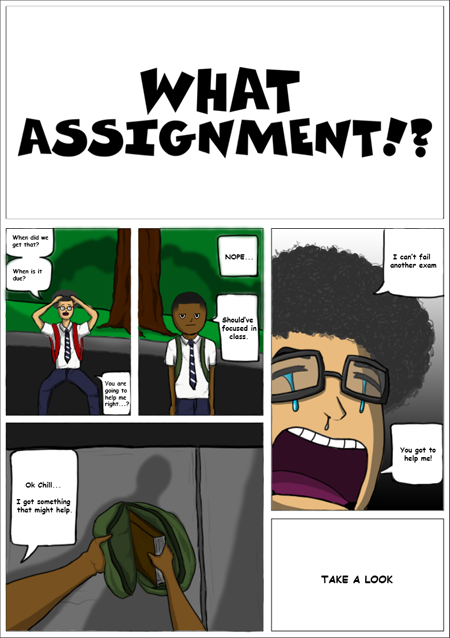 WHAT
ASSIGNMENT!?
When did we
get that?
When is it
due?
You are
going to
help me
right...?
NOPE...
Should've
focused in
class.
I can't fail
another exam
You got to
help me!
Ok Chill...
I got something
that might help.
TAKE A LOOK